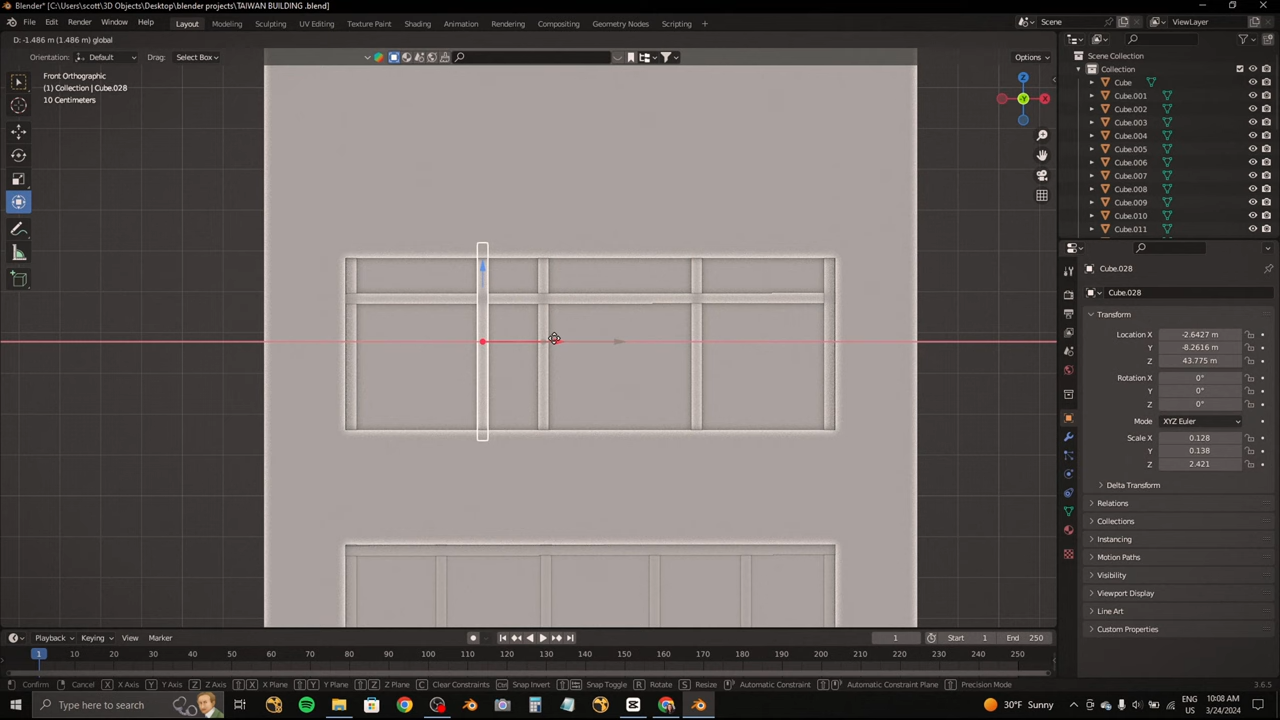 Blender* [C:\Users\scott\3D Objects\Desktop\blender projects\TAIWAN BUILDING .blend]
File Edit Render Window Help Layout Modeling Sculpting UV Editing Texture Paint Shading Animation Rendering Compositing Geometry Nodes Scripting + Scene ViewLayer
D: -1.486 m (1.486 m) global
Orientation: Default Drag: Select Box Options
Front Orthographic
(1) Collection | Cube.028
10 Centimeters
Z
Y
X
Scene Collection
Collection
Cube
Cube.001
Cube.002
Cube.003
Cube.004
Cube.005
Cube.006
Cube.007
Cube.008
Cube.009
Cube.010
Cube.011
Cube.028
Cube.028
Transform
Location X -2.6427 m
Y -8.2616 m
Z 43.775 m
Rotation X 0°
Y 0°
Z 0°
Mode XYZ Euler
Scale X 0.128
Y 0.138
Z 2.421
Delta Transform
Relations
Collections
Instancing
Motion Paths
Visibility
Viewport Display
Line Art
Custom Properties
Playback Keying View Marker 1 Start 1 End 250
1 10 20 30 40 50 60 70 80 90 100 110 120 130 140 150 160 170 180 190 200 210 220 230 240 250
Confirm Cancel X X Axis Y Y Axis Z Z Axis X X Plane Y Y Plane Z Z Plane C Clear Constraints Snap Invert Snap Toggle R Rotate S Resize Automatic Constraint Automatic Constraint Plane Precision Mode 3.6.5
Type here to search 30°F Sunny ENG US 10:08 AM 3/24/2024